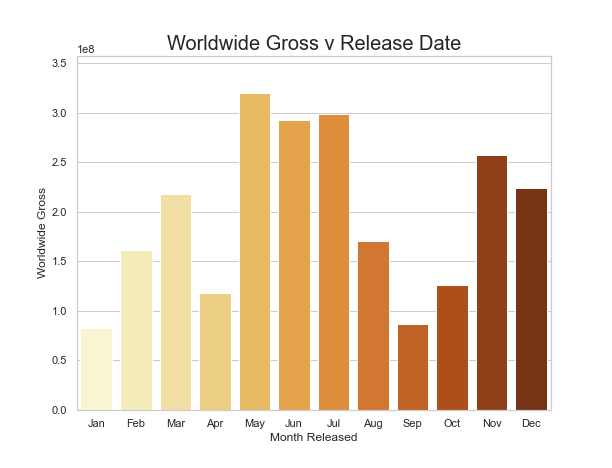 Worldwide Gross v Release Date
1e8
3.5
3.0
2.5
2.0
1.5
1.0
0.5
0.0
Worldwide Gross
Jan Feb Mar Apr May Jun Jul Aug Sep Oct Nov Dec
Month Released